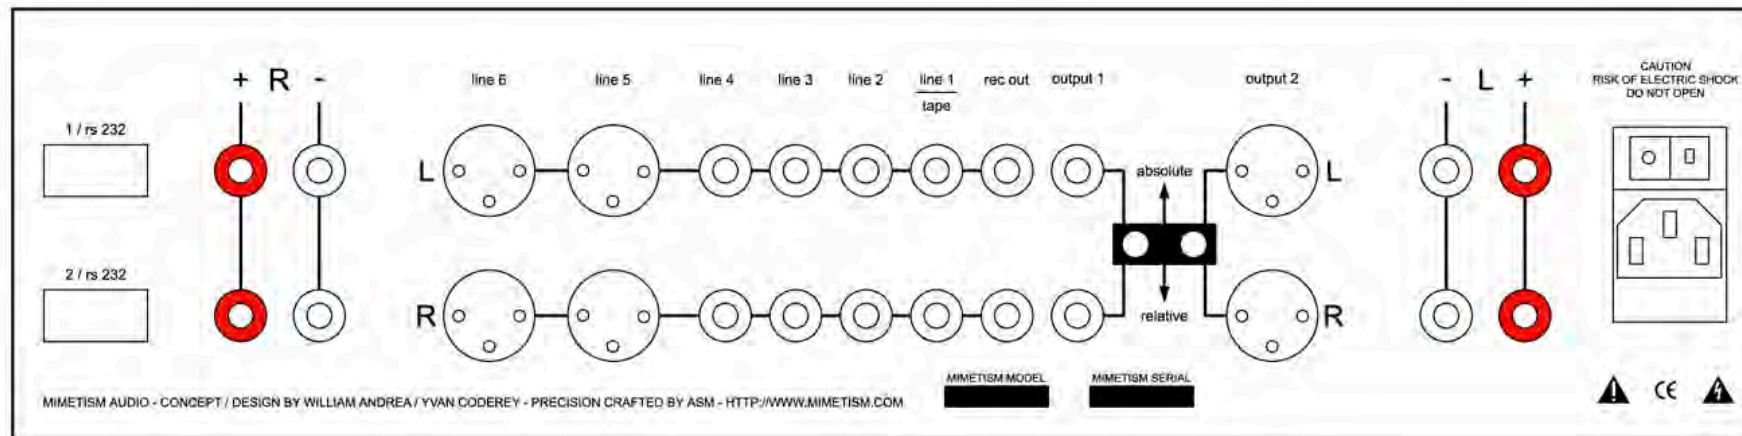 + R -
line 6 line 5 line 4 line 3 line 2 line 1 rec out output 1 output 2
tape
- L +
CAUTION
RISK OF ELECTRIC SHOCK
DO NOT OPEN
1 / rs 232
L
absolute
L
2 / rs 232
R
relative
R
MIMETISM MODEL
MIMETISM SERIAL
MIMETISM AUDIO - CONCEPT / DESIGN BY WILLIAM ANDREA / YVAN CODEREY - PRECISION CRAFTED BY ASM - HTTP://WWW.MIMETISM.COM
CE